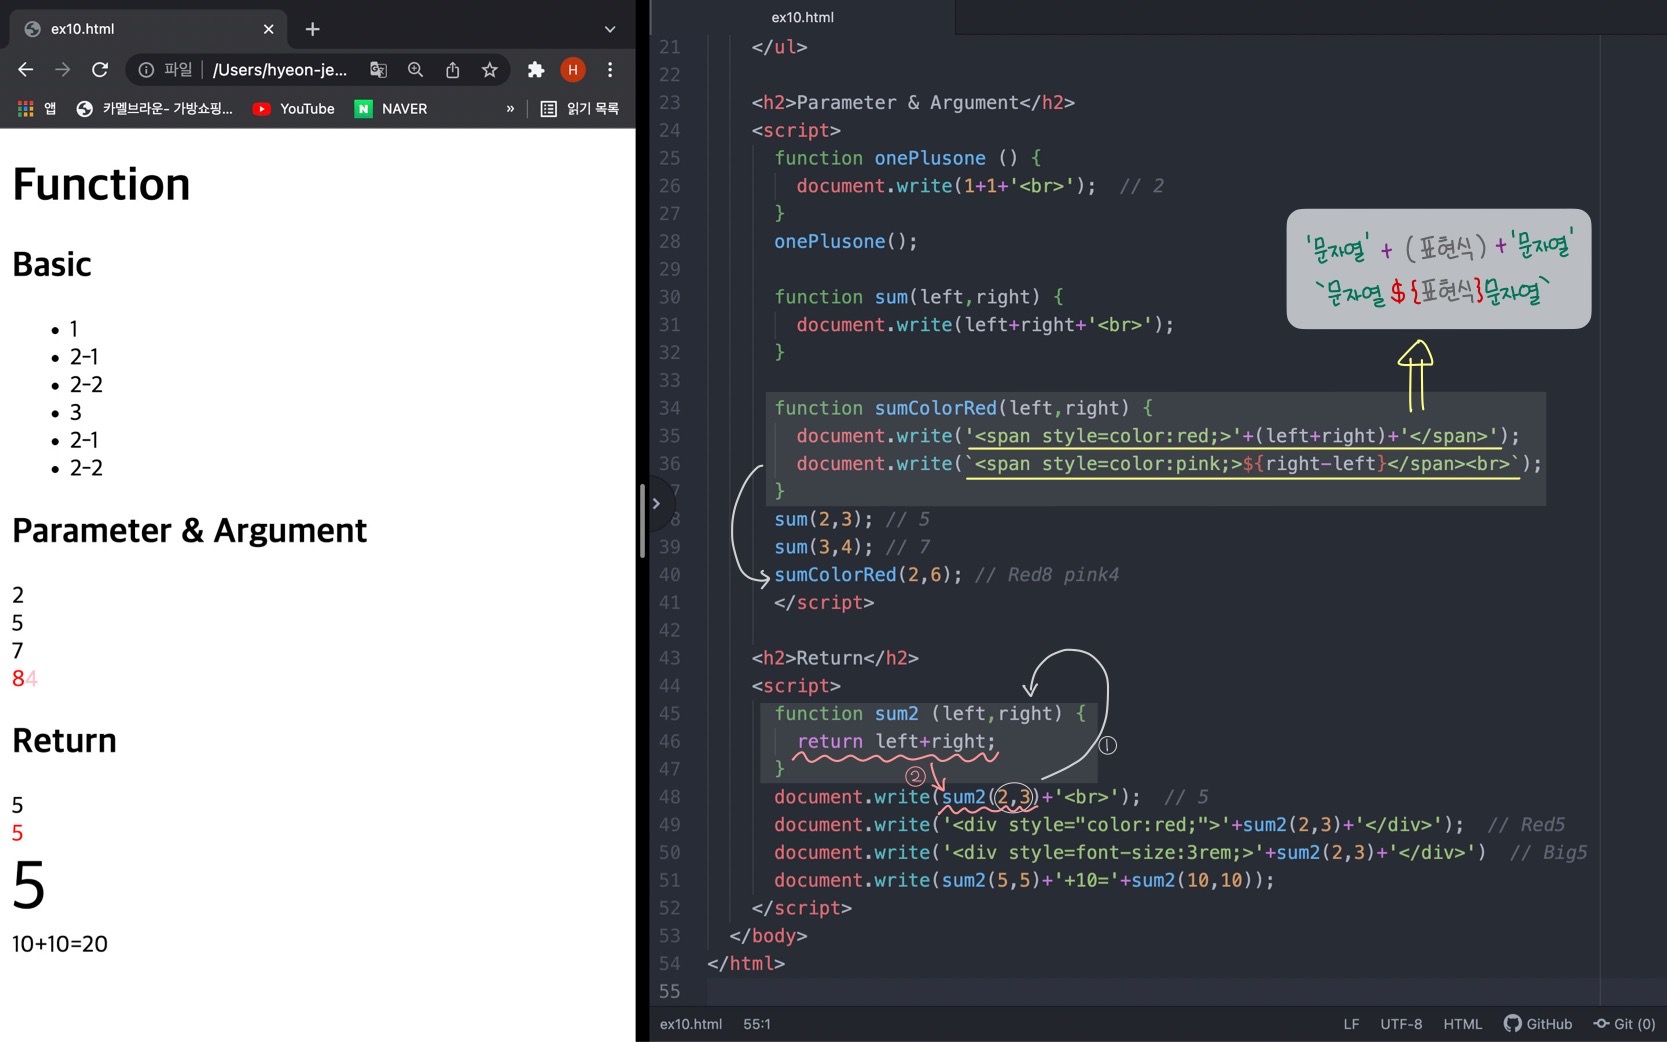 ex10.html
파일 | /Users/hyeon-je...
H
앱
카멜브라운- 가방쇼핑...
YouTube
N NAVER
»
읽기 목록
Function
Basic
• 1
• 2-1
• 2-2
• 3
• 2-1
• 2-2
Parameter & Argument
2
5
7
84
Return
5
5
5
10+10=20
ex10.html
21 </ul>
22
23 <h2>Parameter & Argument</h2>
24 <script>
25 function onePlusone () {
26 document.write(1+1+'<br>'); // 2
27 }
28 onePlusone();
29
30 function sum(left,right) {
31 document.write(left+right+'<br>');
32 }
33
34 function sumColorRed(left,right) {
35 document.write('<span style=color:red;>'+(left+right)+'</span>');
36 document.write(`<span style=color:pink;>${right-left}</span><br>`);
7 }
8 sum(2,3); // 5
39 sum(3,4); // 7
40 sumColorRed(2,6); // Red8 pink4
41 </script>
42
43 <h2>Return</h2>
44 <script>
45 function sum2 (left,right) {
46 return left+right;
47 }
48 document.write(sum2(2,3)+'<br>'); // 5
49 document.write('<div style="color:red;">'+sum2(2,3)+'</div>'); // Red5
50 document.write('<div style=font-size:3rem;>'+sum2(2,3)+'</div>') // Big5
51 document.write(sum2(5,5)+'+10='+sum2(10,10));
52 </script>
53 </body>
54 </html>
55
'문자열' + (표현식) + '문자열'
`문자열 ${표현식}문자열`
①
②
ex10.html 55:1
LF UTF-8 HTML GitHub Git (0)